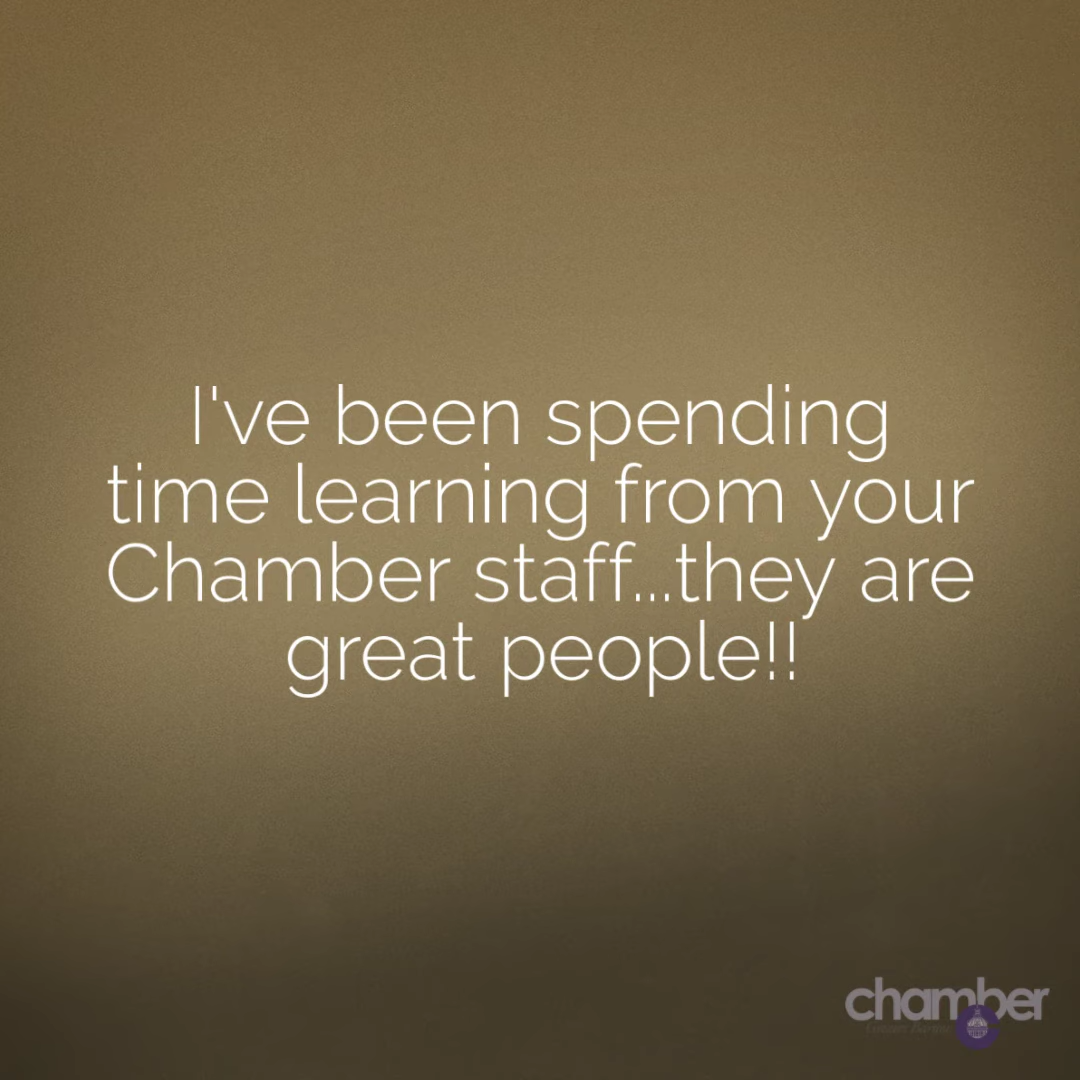 I've been spending
time learning from your
Chamber staff...they are
great people!!
chamber